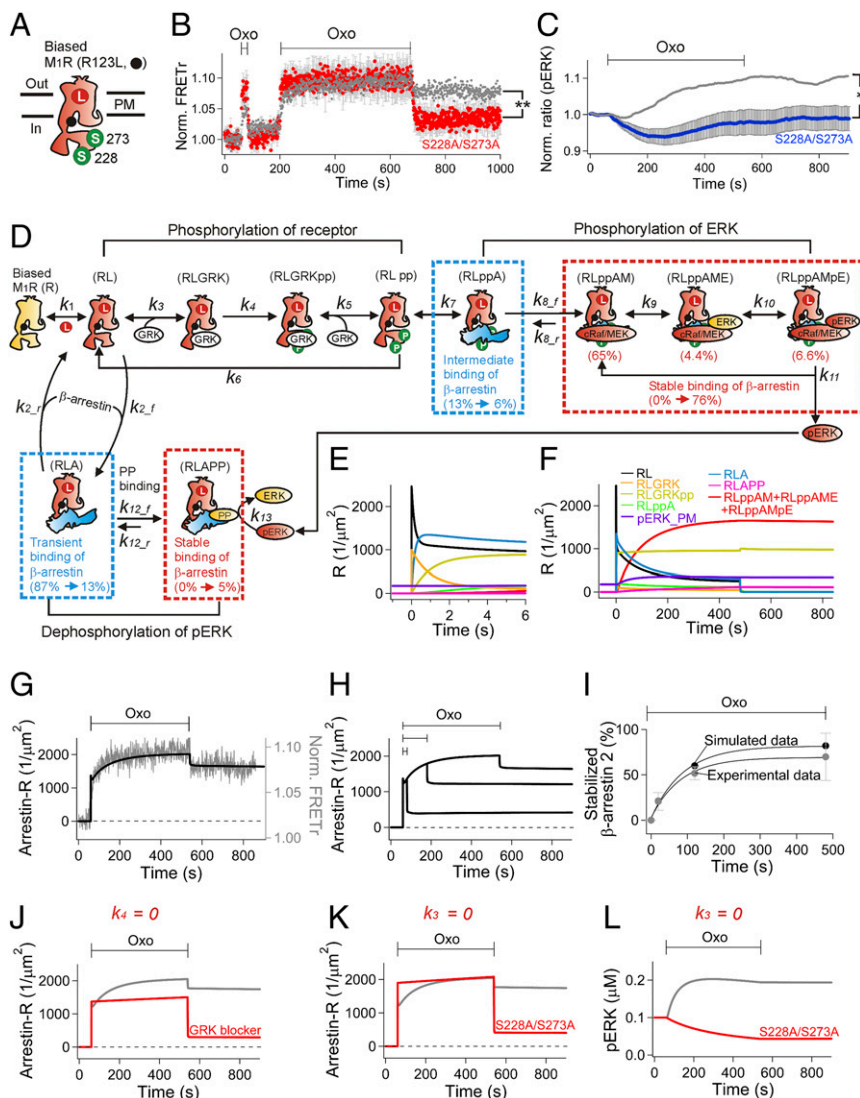 A
Biased
M1R (R123L, ●)
L
Out
PM
In
S
273
S
228
B
Oxo
Oxo
Norm. FRETr
1.10
1.05
1.00
**
S228A/S273A
0 200 400 600 800 1000
Time (s)
C
Oxo
Norm. ratio (pERK)
1.1
1.0
0.9
*
S228A/S273A
0 200 400 600 800
Time (s)
D
Phosphorylation of receptor
Phosphorylation of ERK
Biased
M1R (R)
(RL)
(RLGRK)
(RLGRKpp)
(RL pp)
(RLppA)
(RLppAM)
(RLppAME)
(RLppAMpE)
k1
k3
k4
k5
k7
k8_f
k8_r
k9
k10
L
L
L
L
L
L
L
L
L
GRK
GRK
GRK
GRK
P
P
ERK
pERK
cRaf/MEK
cRaf/MEK
cRaf/MEK
k6
Intermediate
binding of
β-arrestin
(13% → 6%)
(65%)
(4.4%)
(6.6%)
Stable binding of β-arrestin
(0% → 76%)
k11
pERK
k2_r
β-arrestin
k2_f
(RLA)
L
PP
binding
k12_f
k12_r
(RLAPP)
L
PP
k13
ERK
pERK
Transient
binding of
β-arrestin
(87% → 13%)
Stable
binding of
β-arrestin
(0% → 5%)
Dephosphorylation of pERK
E
R (1/μm2)
2000
1000
0
0 2 4 6
Time (s)
F
RL
RLGRK
RLGRKpp
RLppA
pERK_PM
RLA
RLAPP
RLppAM+RLppAME
+RLppAMpE
R (1/μm2)
2000
1000
0
0 200 400 600 800
Time (s)
G
Oxo
Arrestin-R (1/μm2)
2000
1000
0
1.10
1.05
1.00
Norm. FRETr
0 200 400 600 800
Time (s)
H
Oxo
Arrestin-R (1/μm2)
2000
1000
0
0 200 400 600 800
Time (s)
I
Oxo
Stabilized
β-arrestin 2 (%)
100
50
0
Simulated data
Experimental data
0 100 200 300 400 500
Time (s)
J
k4 = 0
Oxo
Arrestin-R (1/μm2)
2000
1000
0
GRK blocker
0 200 400 600 800
Time (s)
K
k3 = 0
Oxo
Arrestin-R (1/μm2)
2000
1000
0
S228A/S273A
0 200 400 600 800
Time (s)
L
k3 = 0
Oxo
pERK (μM)
0.2
0.1
0.0
S228A/S273A
0 200 400 600 800
Time (s)